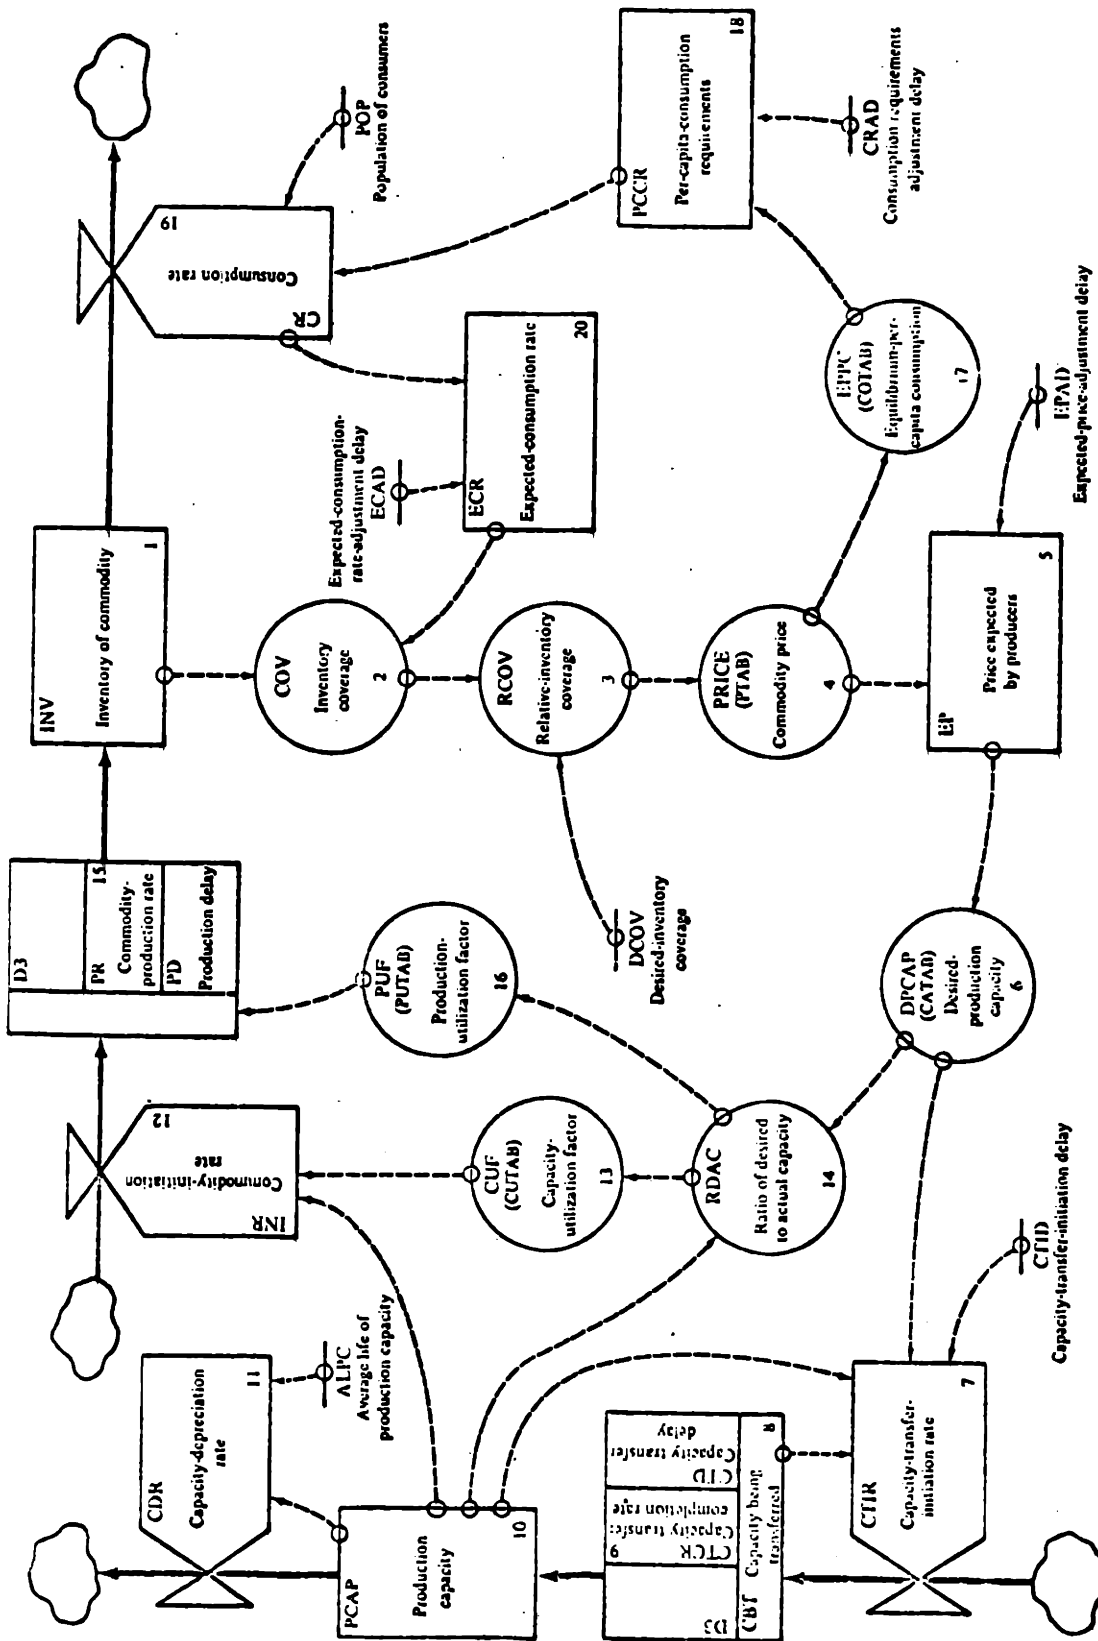 CDR
Capacity-depreciation
rate
11
ALPC
Average life of
production capacity
PCAP
Production
capacity
10
D3
CTCR
Capacity transfer
completion rate
9
CTD
Capacity transfer
delay
CBT
Capacity being
transferred
8
CTIR
Capacity-transfer-
initiation rate
7
CTID
Capacity-transfer-initiation delay
INR
Commodity-initiation
rate
12
CUF
(CUTAB)
Capacity-
utilization factor
13
RDAC
Ratio of desired
to actual capacity
14
D3
PR
15
Commodity-
production rate
PD
Production delay
PUF
(PUTAB)
Production-
utilization factor
16
DCOV
Desired-inventory
coverage
DPCAP
(CATAB)
Desired-
production
capacity
6
INV
Inventory of commodity
1
COV
Inventory
coverage
2
RCOV
Relative-inventory
coverage
3
PRICE
(PTAB)
Commodity price
4
EP
Price expected
by producers
5
EPAD
Expected-price-adjustment delay
Expected-consumption-
rate-adjustment delay
ECAD
ECR
Expected-consumption rate
20
CR
Consumption rate
19
POP
Population of consumers
PCCR
Per-capita-consumption
requirements
18
CRAD
Consumption requirements
adjustment delay
EPPC
(COTAB)
Equilibrium-per-
capita consumption
17